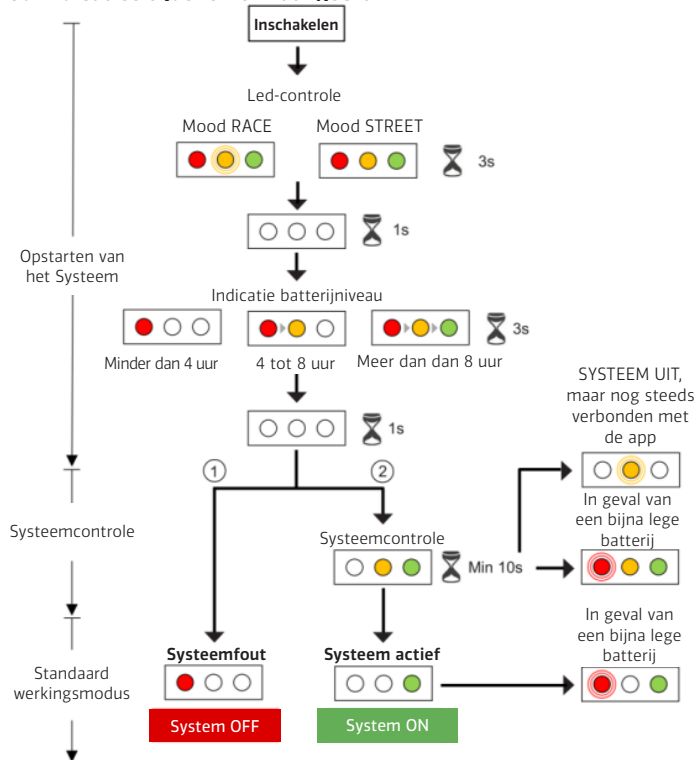 Inschakelen
Led-controle
Mood RACE
Mood STREET
3s
1s
Opstarten van
het Systeem
Indicatie batterijniveau
3s
Minder dan 4 uur
4 tot 8 uur
Meer dan dan 8 uur
1s
SYSTEEM UIT,
maar nog steeds
verbonden met
de app
1
2
Systeemcontrole
Systeemcontrole
Min 10s
In geval van
een bijna lege
batterij
Standaard
werkingsmodus
Systeemfout
System OFF
Systeem actief
System ON
In geval van
een bijna lege
batterij